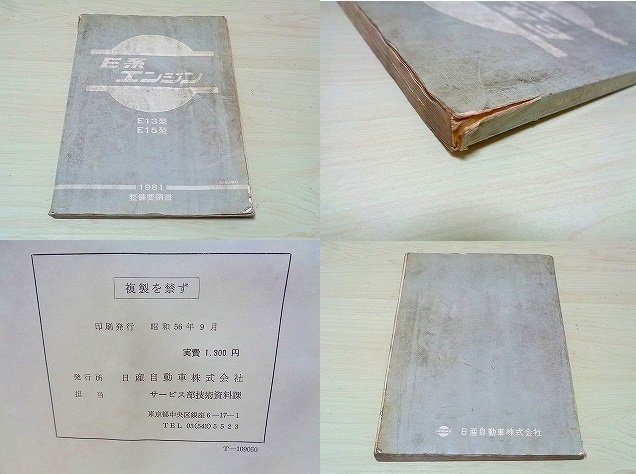 E系
エンジン
E13型
E15型
1981
整備要領書
複製を禁ず
印刷発行 昭和56年9月
実費 1,300 円
発行所 日産自動車株式会社
担当 サービス部技術資料課
東京都中央区銀座6－17－1
TEL 03(543)5523
T－109050
日産自動車株式会社